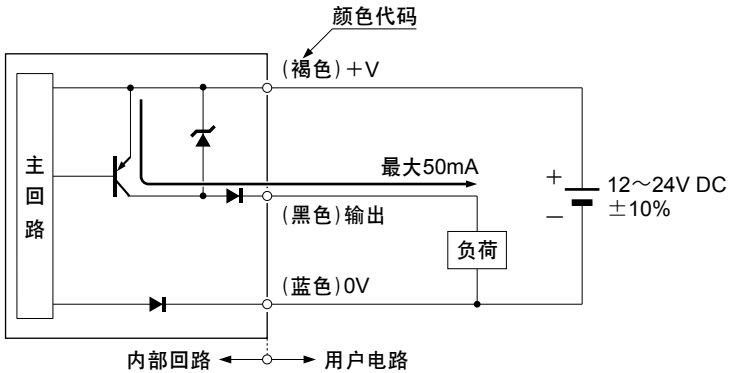 颜色代码
(褐色)＋V
主回路
最大50mA
＋
－
12～24V DC
±10%
(黑色)输出
负荷
(蓝色)0V
内部回路
用户电路